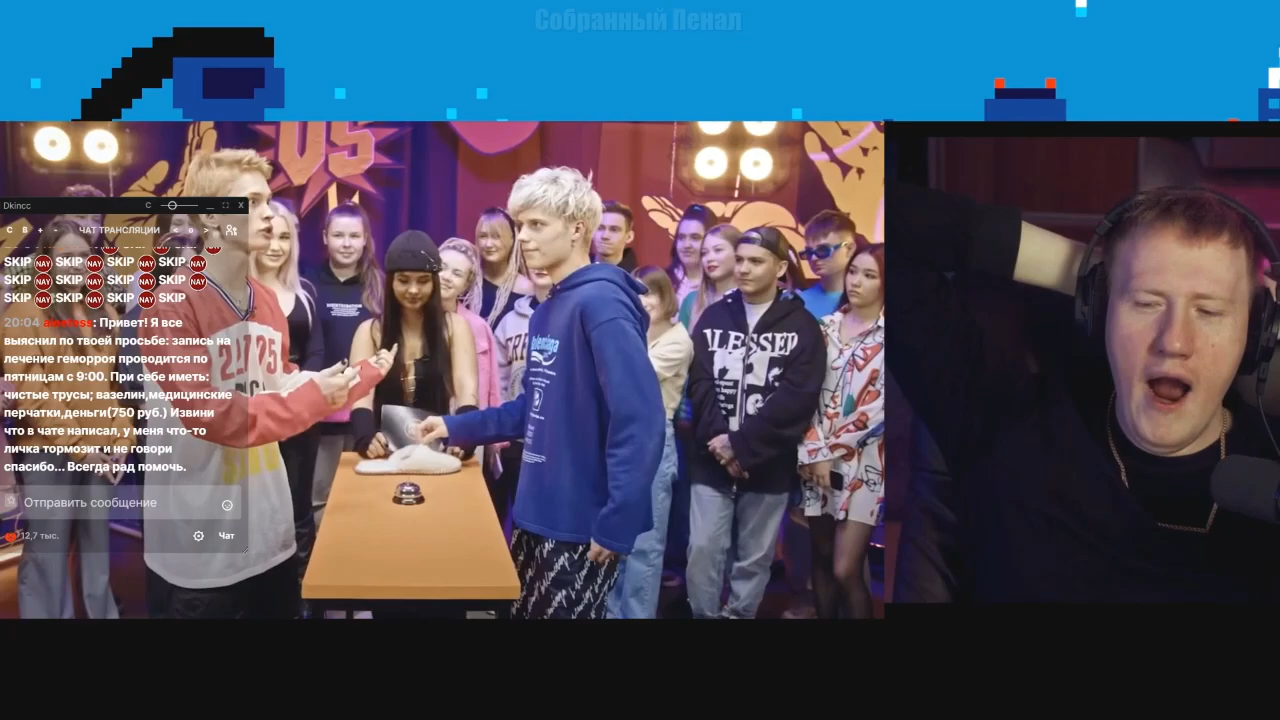 Собранный Пенал
US
Dkincc
C
X
C B + - ЧАТ ТРАНСЛЯЦИИ < o >
SKIP NAY SKIP NAY SKIP NAY SKIP NAY
SKIP NAY SKIP NAY SKIP NAY SKIP NAY
SKIP NAY SKIP NAY SKIP NAY SKIP
20:04 : Привет! Я все
выяснил по твоей просьбе: запись на
лечение геморроя проводится по
пятницам с 9:00. При себе иметь:
чистые трусы; вазелин,медицинские
перчатки,деньги(750 руб.) Извини
что в чате написал, у меня что-то
личка тормозит и не говори
спасибо... Всегда рад помочь.
Отправить сообщение
12,7 тыс.
Чат
BLESSED